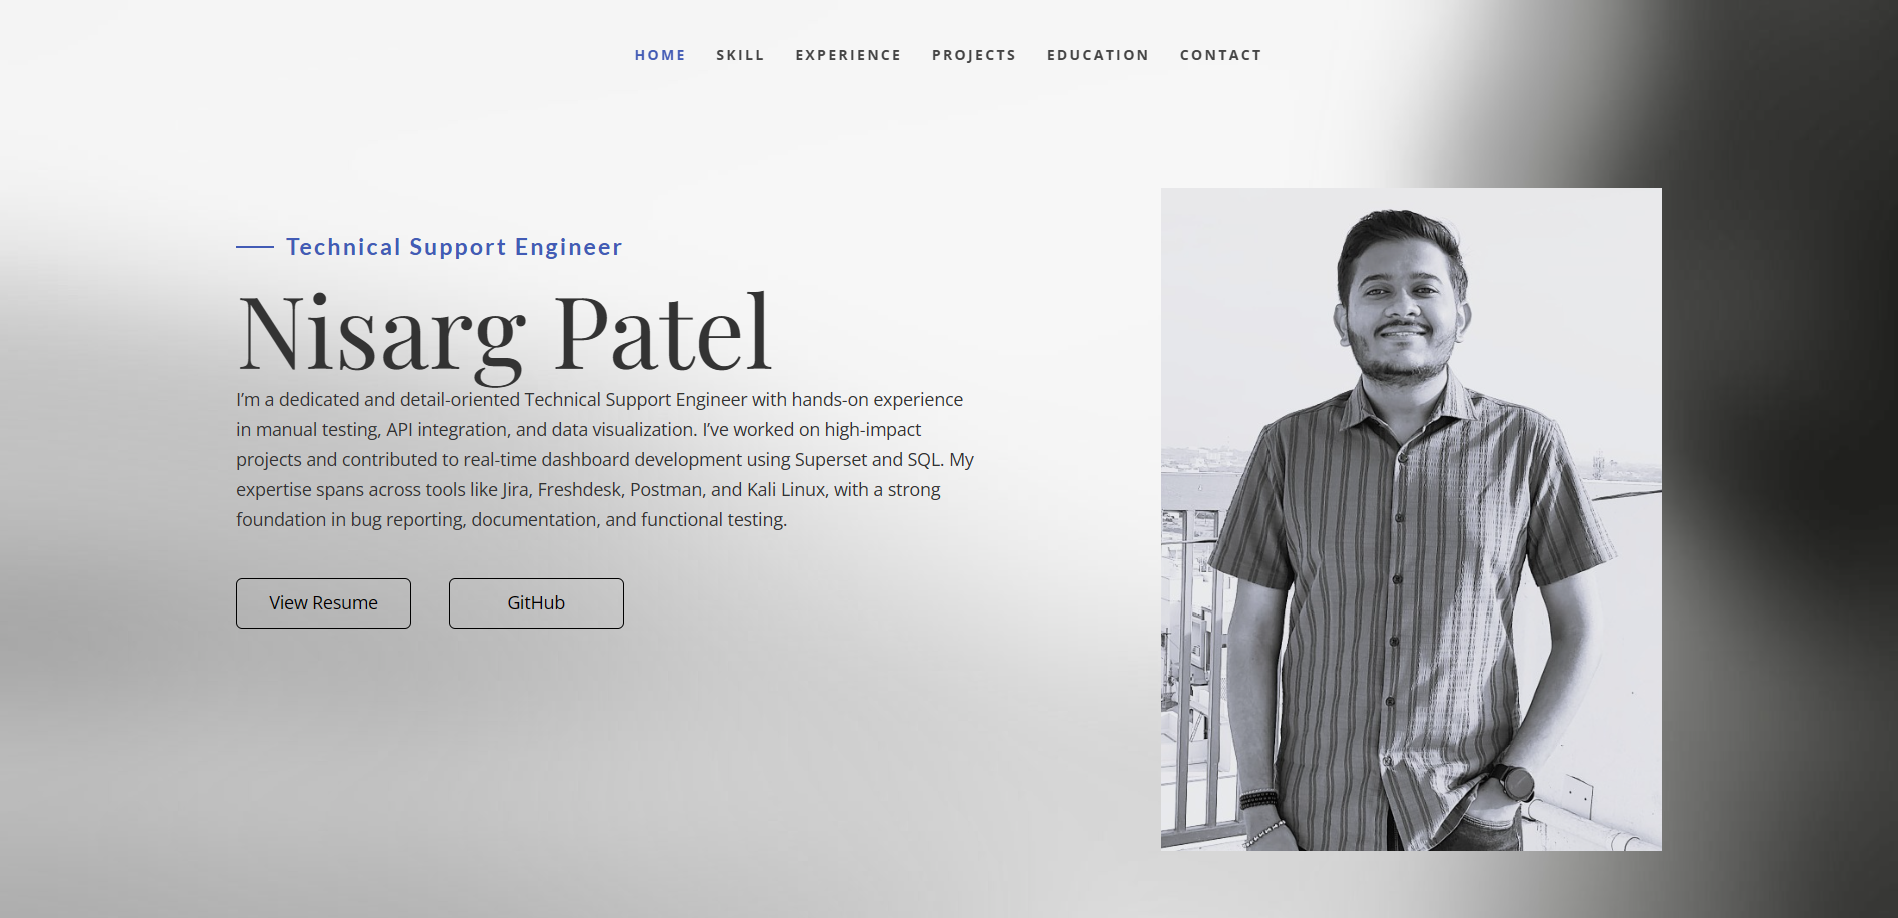 HOME SKILL EXPERIENCE PROJECTS EDUCATION CONTACT
Technical Support Engineer
Nisarg Patel
I’m a dedicated and detail-oriented Technical Support Engineer with hands-on experience
in manual testing, API integration, and data visualization. I’ve worked on high-impact
projects and contributed to real-time dashboard development using Superset and SQL. My
expertise spans across tools like Jira, Freshdesk, Postman, and Kali Linux, with a strong
foundation in bug reporting, documentation, and functional testing.
View Resume GitHub